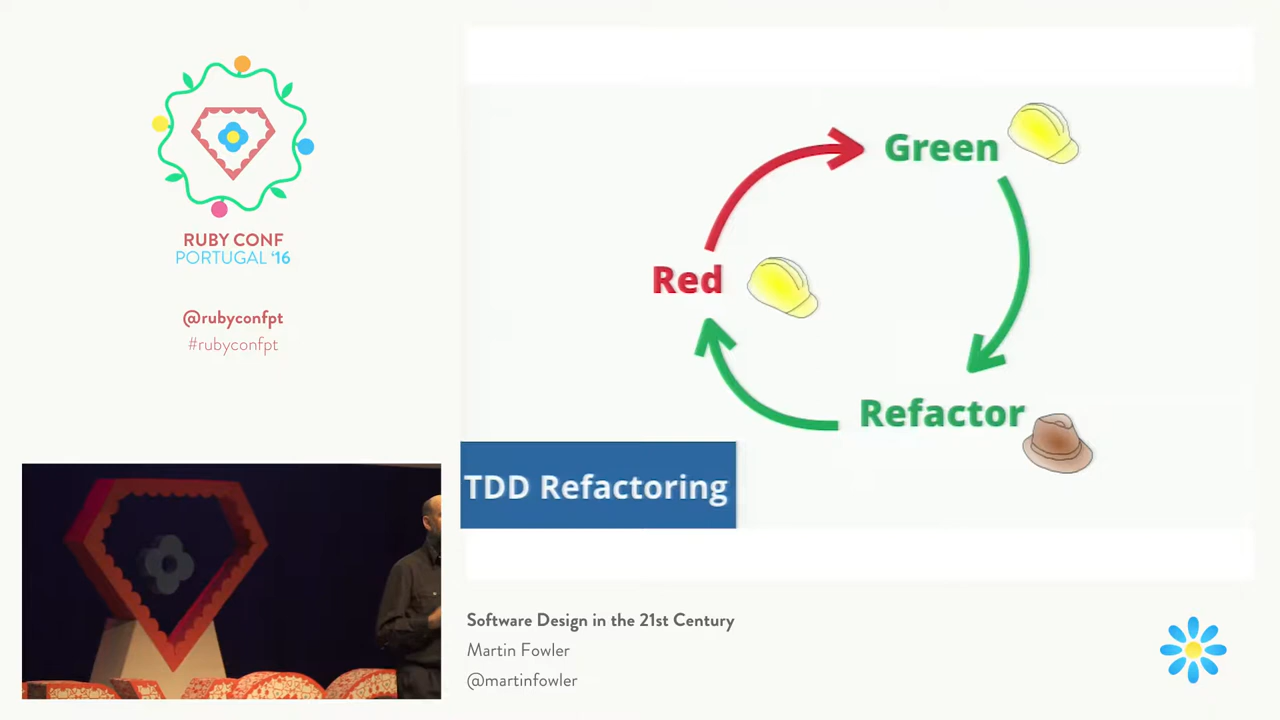 RUBY CONF
PORTUGAL ‘16
@rubyconfpt
#rubyconfpt
Green
Red
Refactor
TDD Refactoring
Software Design in the 21st Century
Martin Fowler
@martinfowler